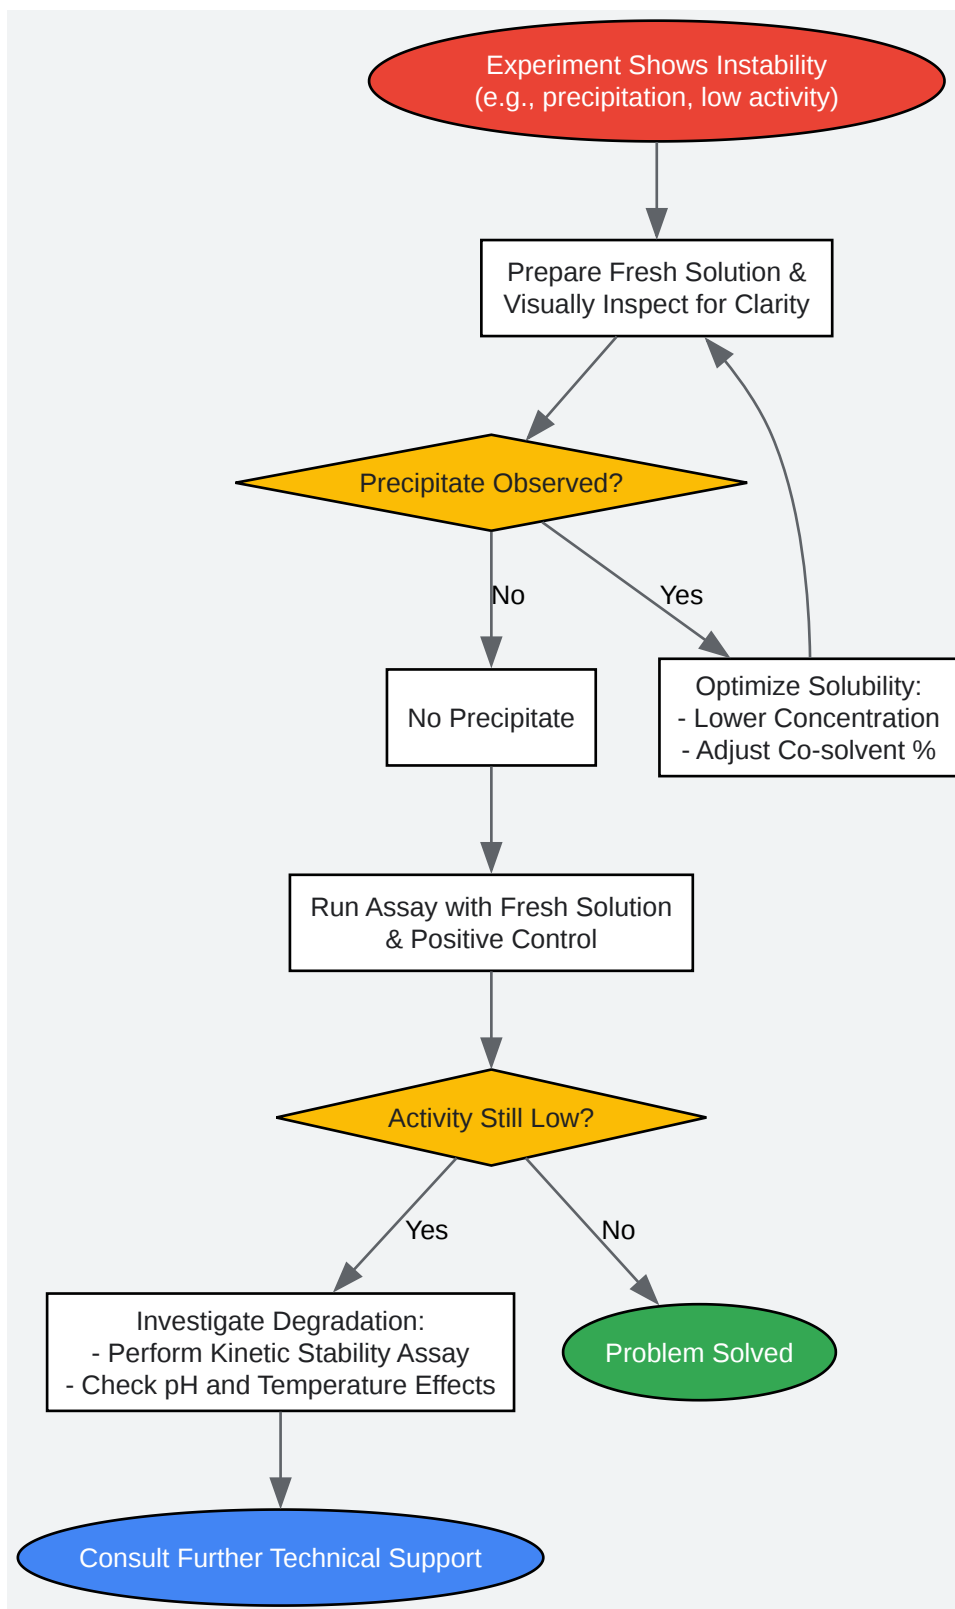 Experiment Shows Instability
(e.g., precipitation, low activity)
Prepare Fresh Solution &
Visually Inspect for Clarity
Precipitate Observed?
No
Yes
Optimize Solubility:
- Lower Concentration
- Adjust Co-solvent %
No Precipitate
Run Assay with Fresh Solution
& Positive Control
Activity Still Low?
Yes
No
Investigate Degradation:
- Perform Kinetic Stability Assay
- Check pH and Temperature Effects
Problem Solved
Consult Further Technical Support